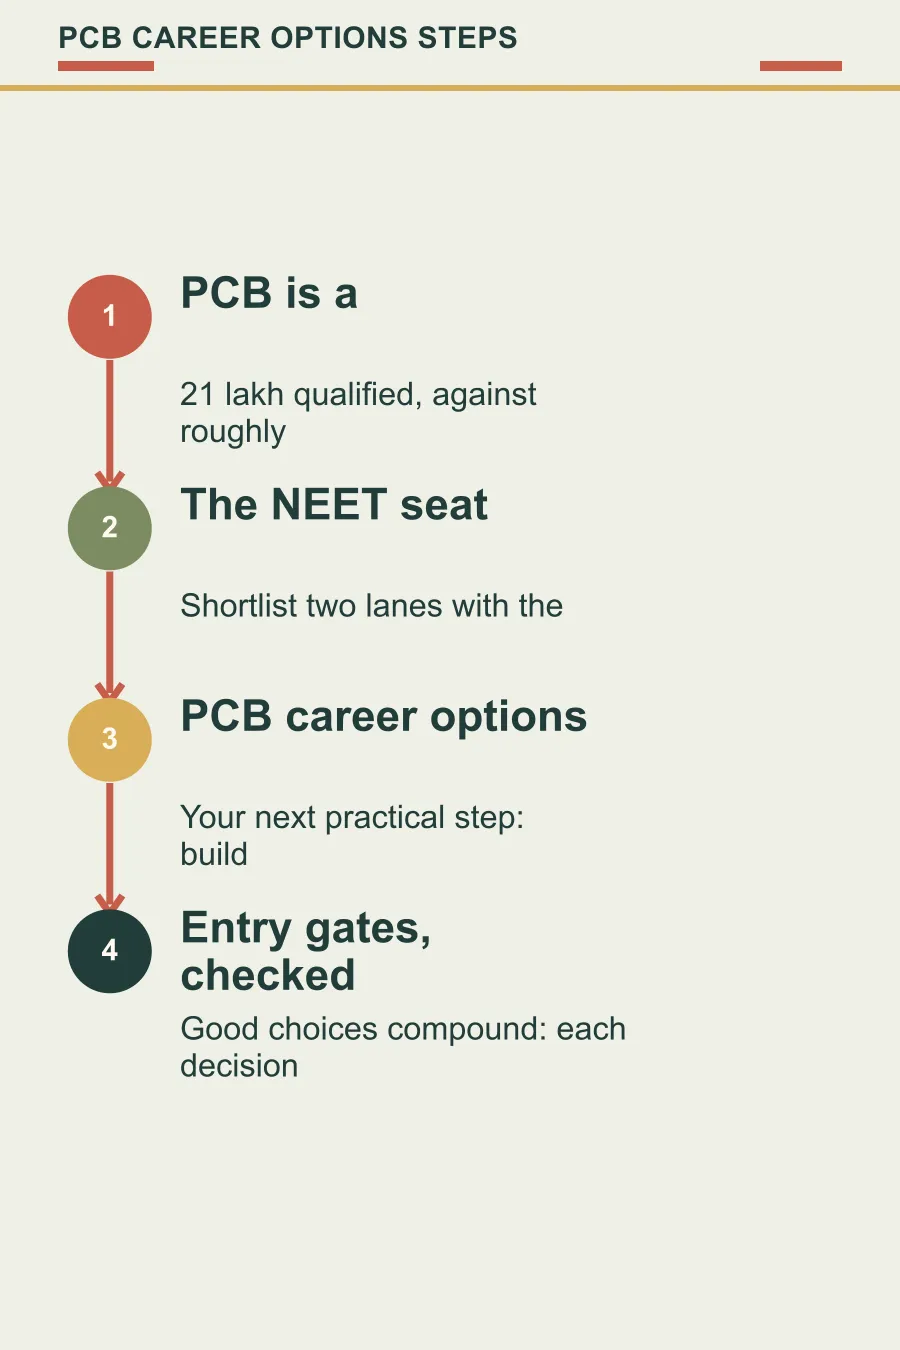 PCB CAREER OPTIONS STEPS
1
PCB is a
21 lakh qualified, against
roughly
2
The NEET seat
Shortlist two lanes with the
3
PCB career options
Your next practical step:
build
4
Entry gates,
checked
Good choices compound: each
decision